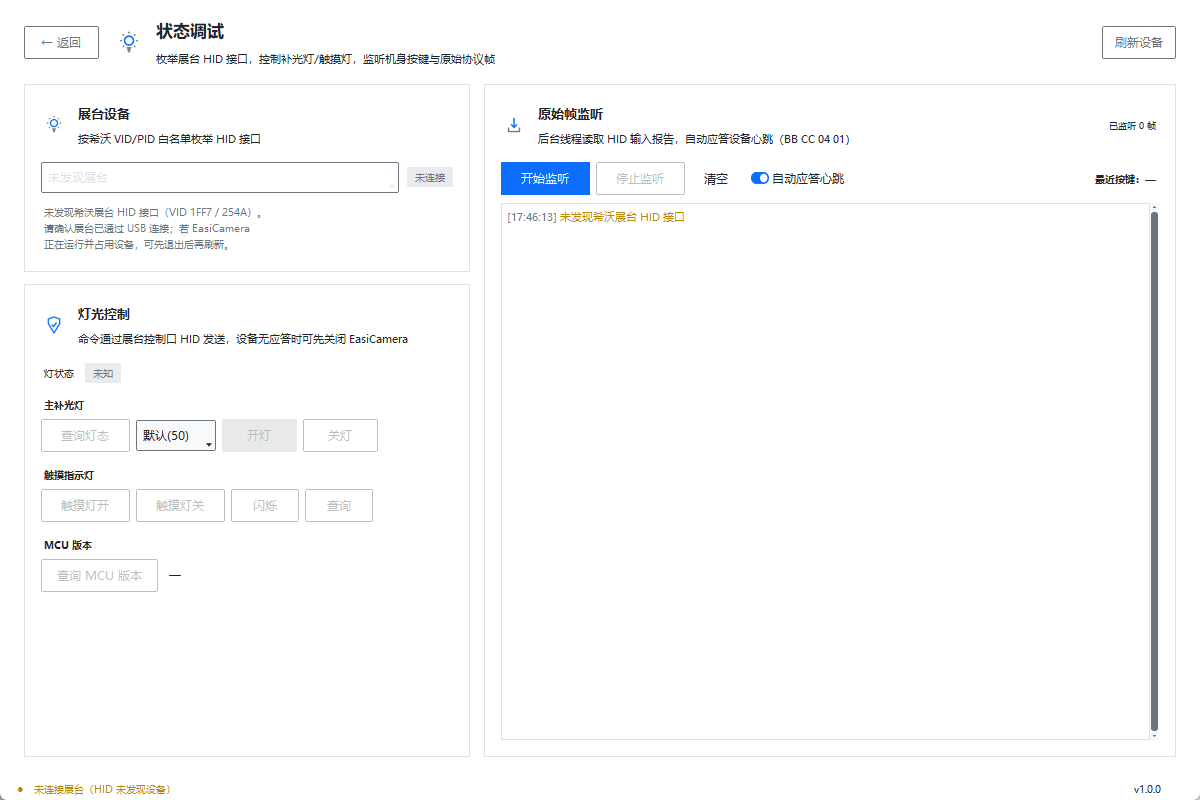 ← 返回
状态调试
枚举展台 HID 接口，控制补光灯/触摸灯，监听机身按键与原始协议帧
刷新设备
展台设备
按希沃 VID/PID 白名单枚举 HID 接口
未发现展台
未连接
未发现希沃展台 HID 接口（VID 1FF7 / 254A）。
请确认展台已通过 USB 连接；若 EasiCamera
正在运行并占用设备，可先退出后再刷新。
灯光控制
命令通过展台控制口 HID 发送，设备无应答时可先关闭 EasiCamera
灯状态 未知
主补光灯
查询灯态 默认(50) 开灯 关灯
触摸指示灯
触摸灯开 触摸灯关 闪烁 查询
MCU 版本
查询 MCU 版本 —
原始帧监听
后台线程读取 HID 输入报告，自动应答设备心跳（BB CC 04 01）
已监听 0 帧
开始监听 停止监听 清空 自动应答心跳 最近按键：—
[17:46:13] 未发现希沃展台 HID 接口
● 未连接展台（HID 未发现设备）
v1.0.0